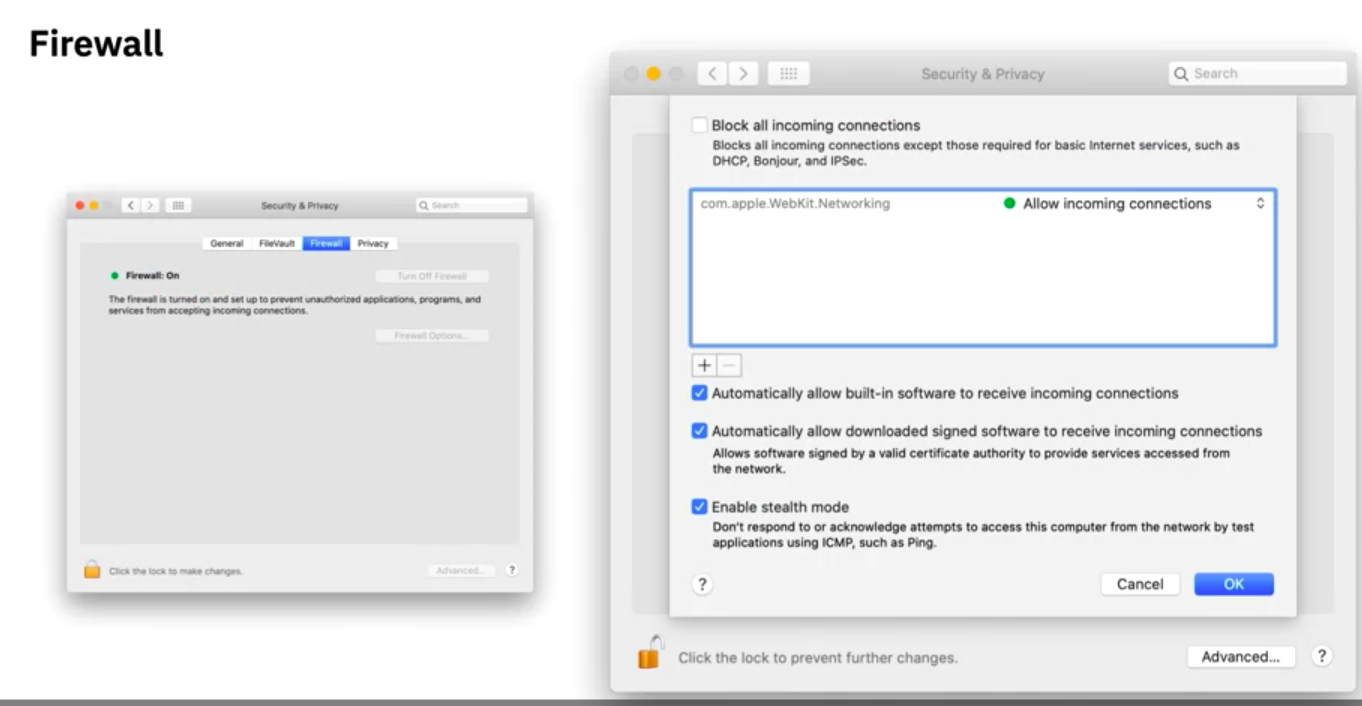 Firewall
Security & Privacy
Search
General
FileVault
Firewall
Privacy
Firewall: On
Turn Off Firewall
The firewall is turned on and set up to prevent unauthorized applications, programs, and
services from accepting incoming connections.
Firewall Options...
Click the lock to make changes.
Advanced...
?
Security & Privacy
Search
Block all incoming connections
Blocks all incoming connections except those required for basic Internet services, such as
DHCP, Bonjour, and IPSec.
com.apple.WebKit.Networking
Allow incoming connections
+
−
Automatically allow built-in software to receive incoming connections
Automatically allow downloaded signed software to receive incoming connections
Allows software signed by a valid certificate authority to provide services accessed from
the network.
Enable stealth mode
Don't respond to or acknowledge attempts to access this computer from the network by test
applications using ICMP, such as Ping.
?
Cancel
OK
Click the lock to prevent further changes.
Advanced...
?